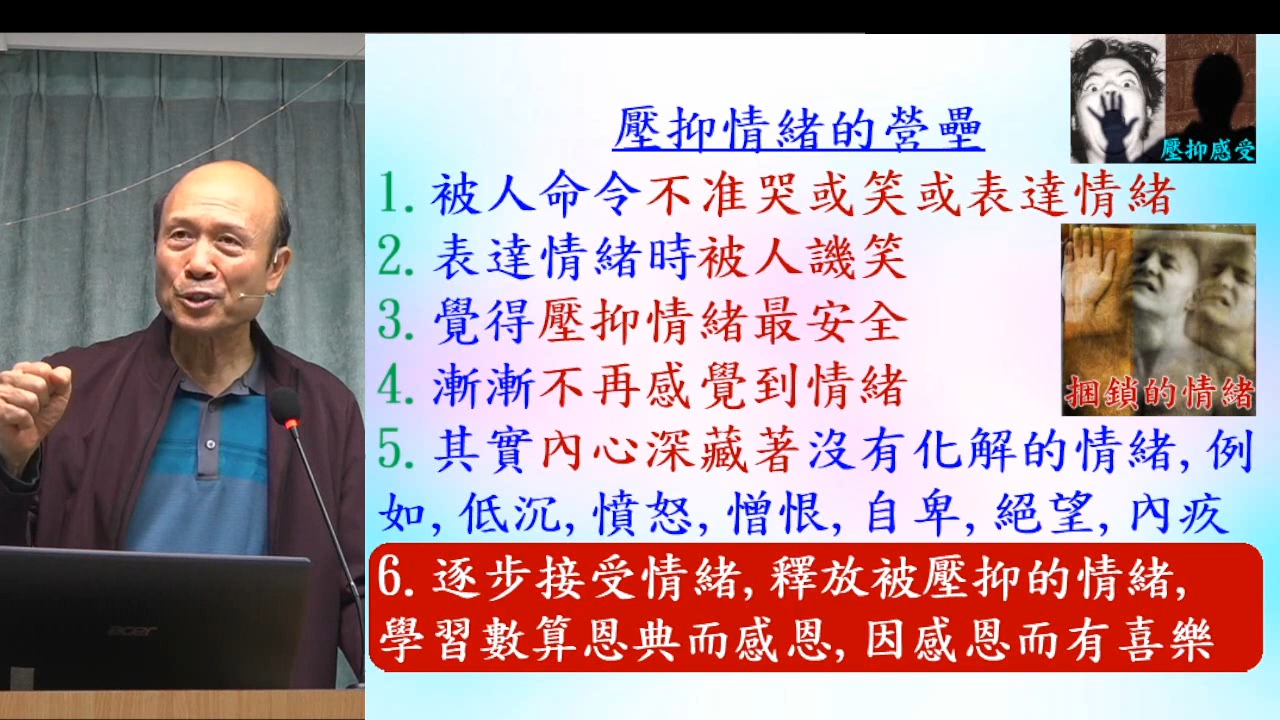 壓抑情緒的營壘
壓抑感受
1. 被人命令不准哭或笑或表達情緒
2. 表達情緒時被人譏笑
3. 覺得壓抑情緒最安全
4. 漸漸不再感覺到情緒
捆鎖的情緒
5. 其實內心深藏著沒有化解的情緒, 例
如, 低沉, 憤怒, 憎恨, 自卑, 絕望, 內疚
6. 逐步接受情緒, 釋放被壓抑的情緒,
學習數算恩典而感恩, 因感恩而有喜樂
acer